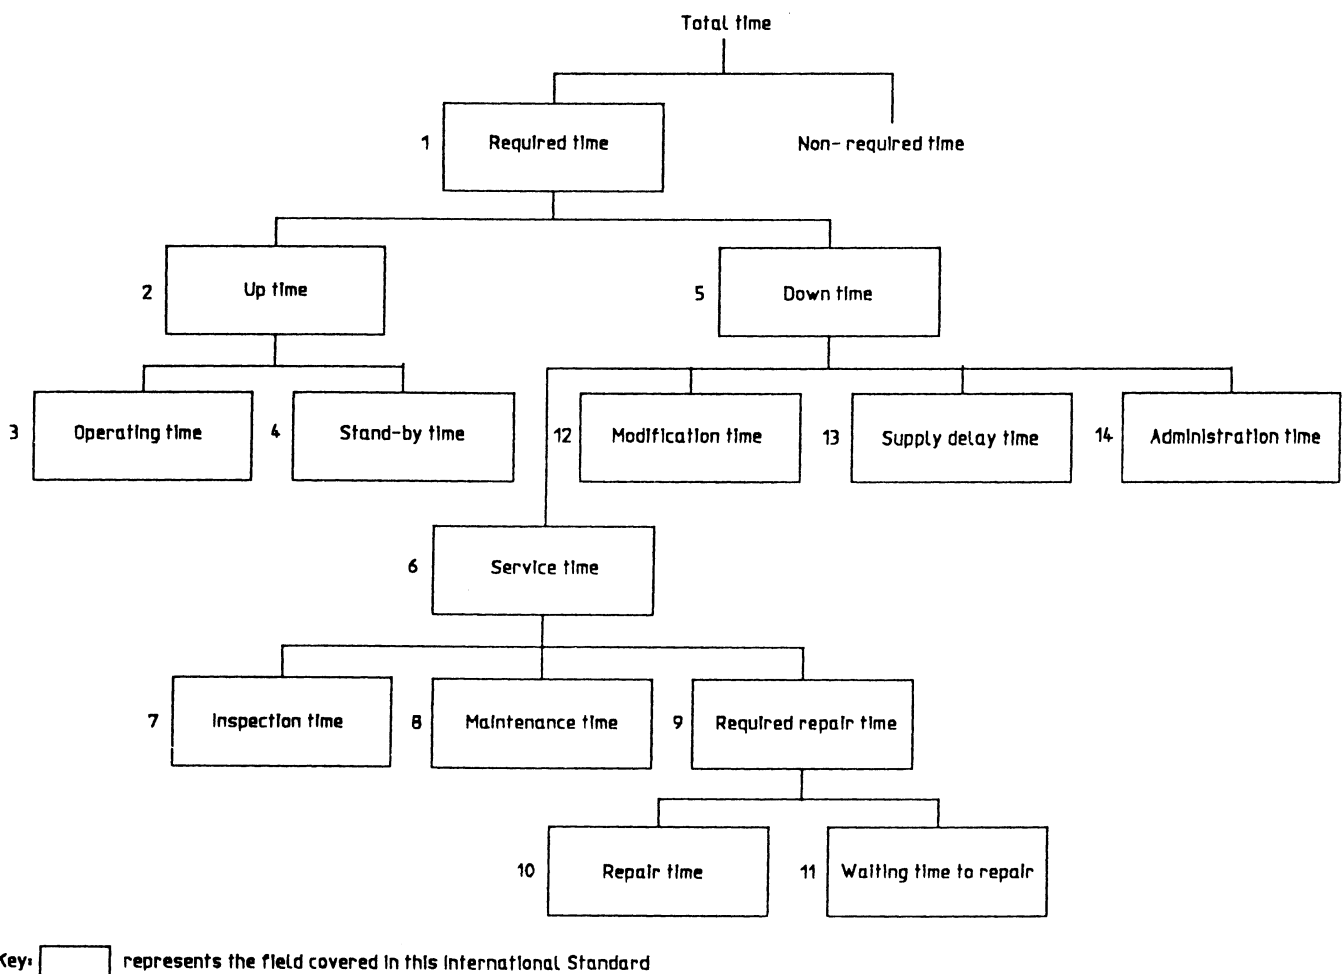 Total time
1 Required time
Non- required time
2 Up time
5 Down time
3 Operating time
4 Stand-by time
12 Modification time
13 Supply delay time
14 Administration time
6 Service time
7 Inspection time
8 Maintenance time
9 Required repair time
10 Repair time
11 Waiting time to repair
Key: represents the field covered in this International Standard